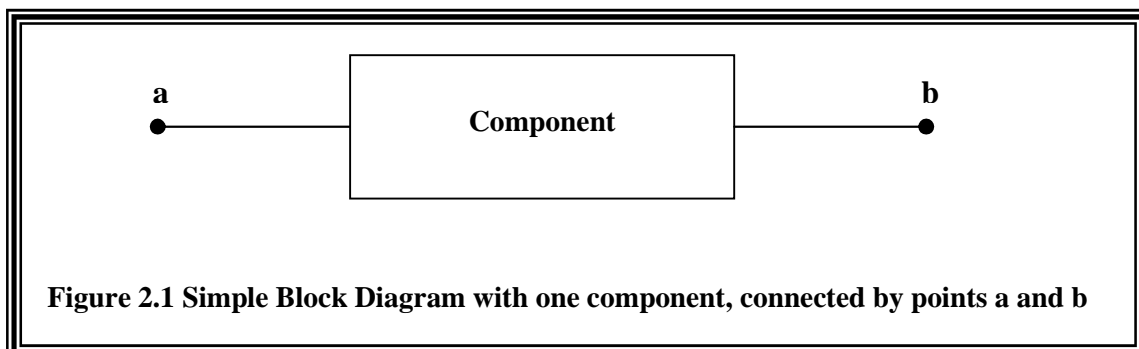 a
b
Component
Figure 2.1 Simple Block Diagram with one component, connected by points a and b